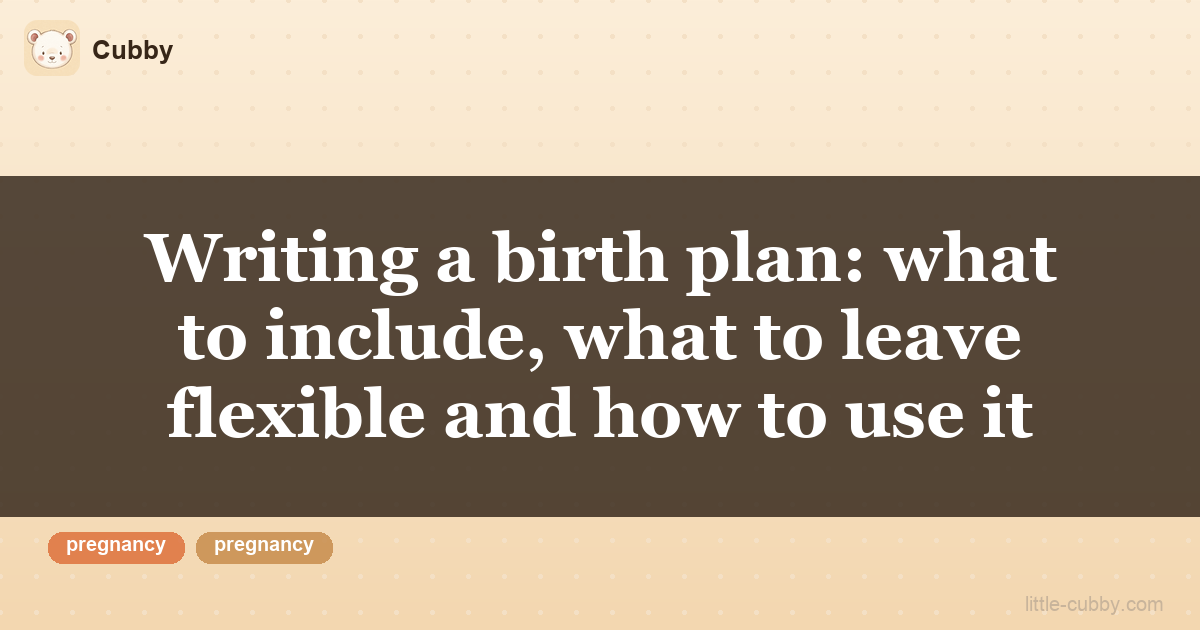 Cubby
Writing a birth plan: what
to include, what to leave
flexible and how to use it
pregnancy
pregnancy
little-cubby.com